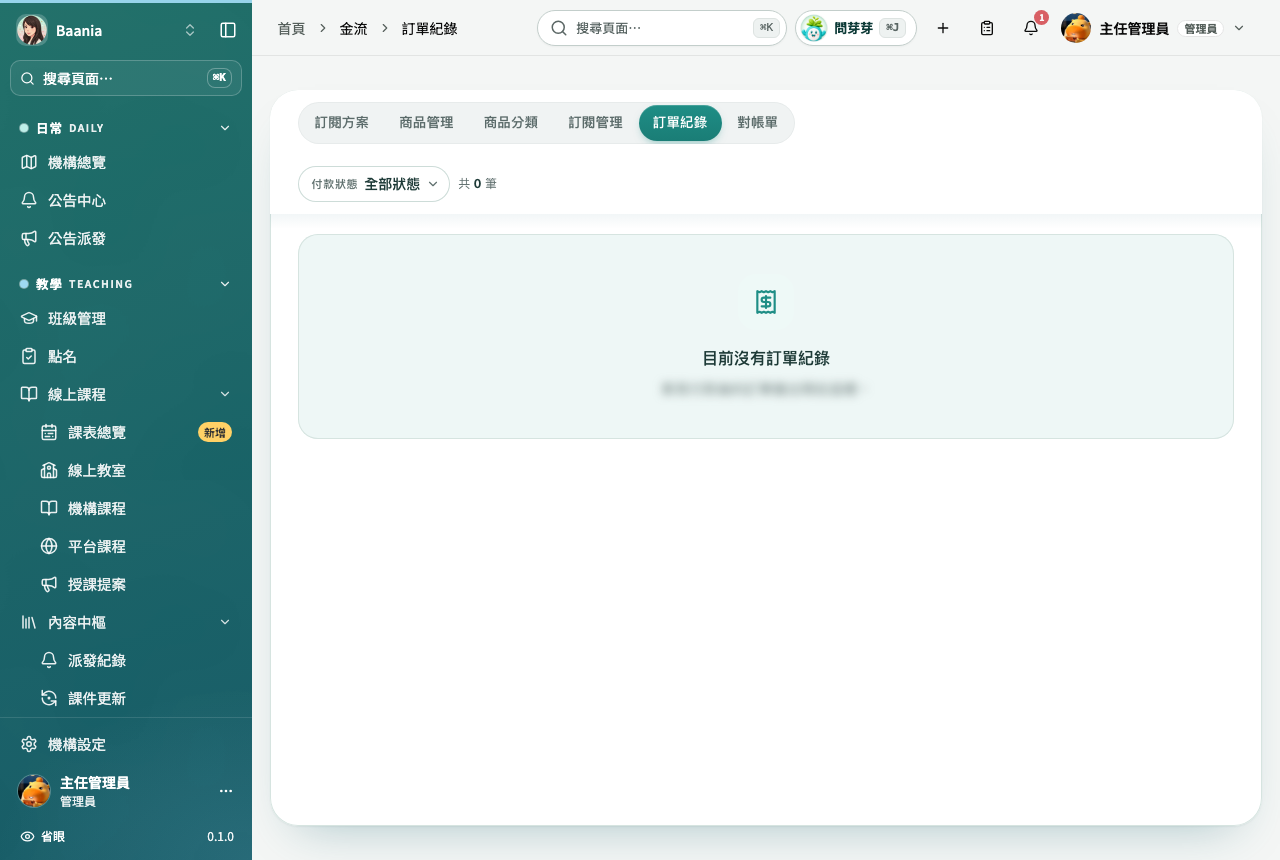 Baania
搜尋頁面… ⌘K
日常 DAILY
機構總覽
公告中心
公告派發
教學 TEACHING
班級管理
點名
線上課程
課表總覽 新增
線上教室
機構課程
平台課程
授課提案
內容中樞
派發紀錄
課件更新
機構設定
主任管理員
管理員
省眼 0.1.0
首頁 > 金流 > 訂單紀錄
搜尋頁面… ⌘K
問芽芽 ⌘J
1
主任管理員 管理員
訂閱方案 商品管理 商品分類 訂閱管理 訂單紀錄 對帳單
付款狀態 全部狀態 共 0 筆
目前沒有訂單紀錄